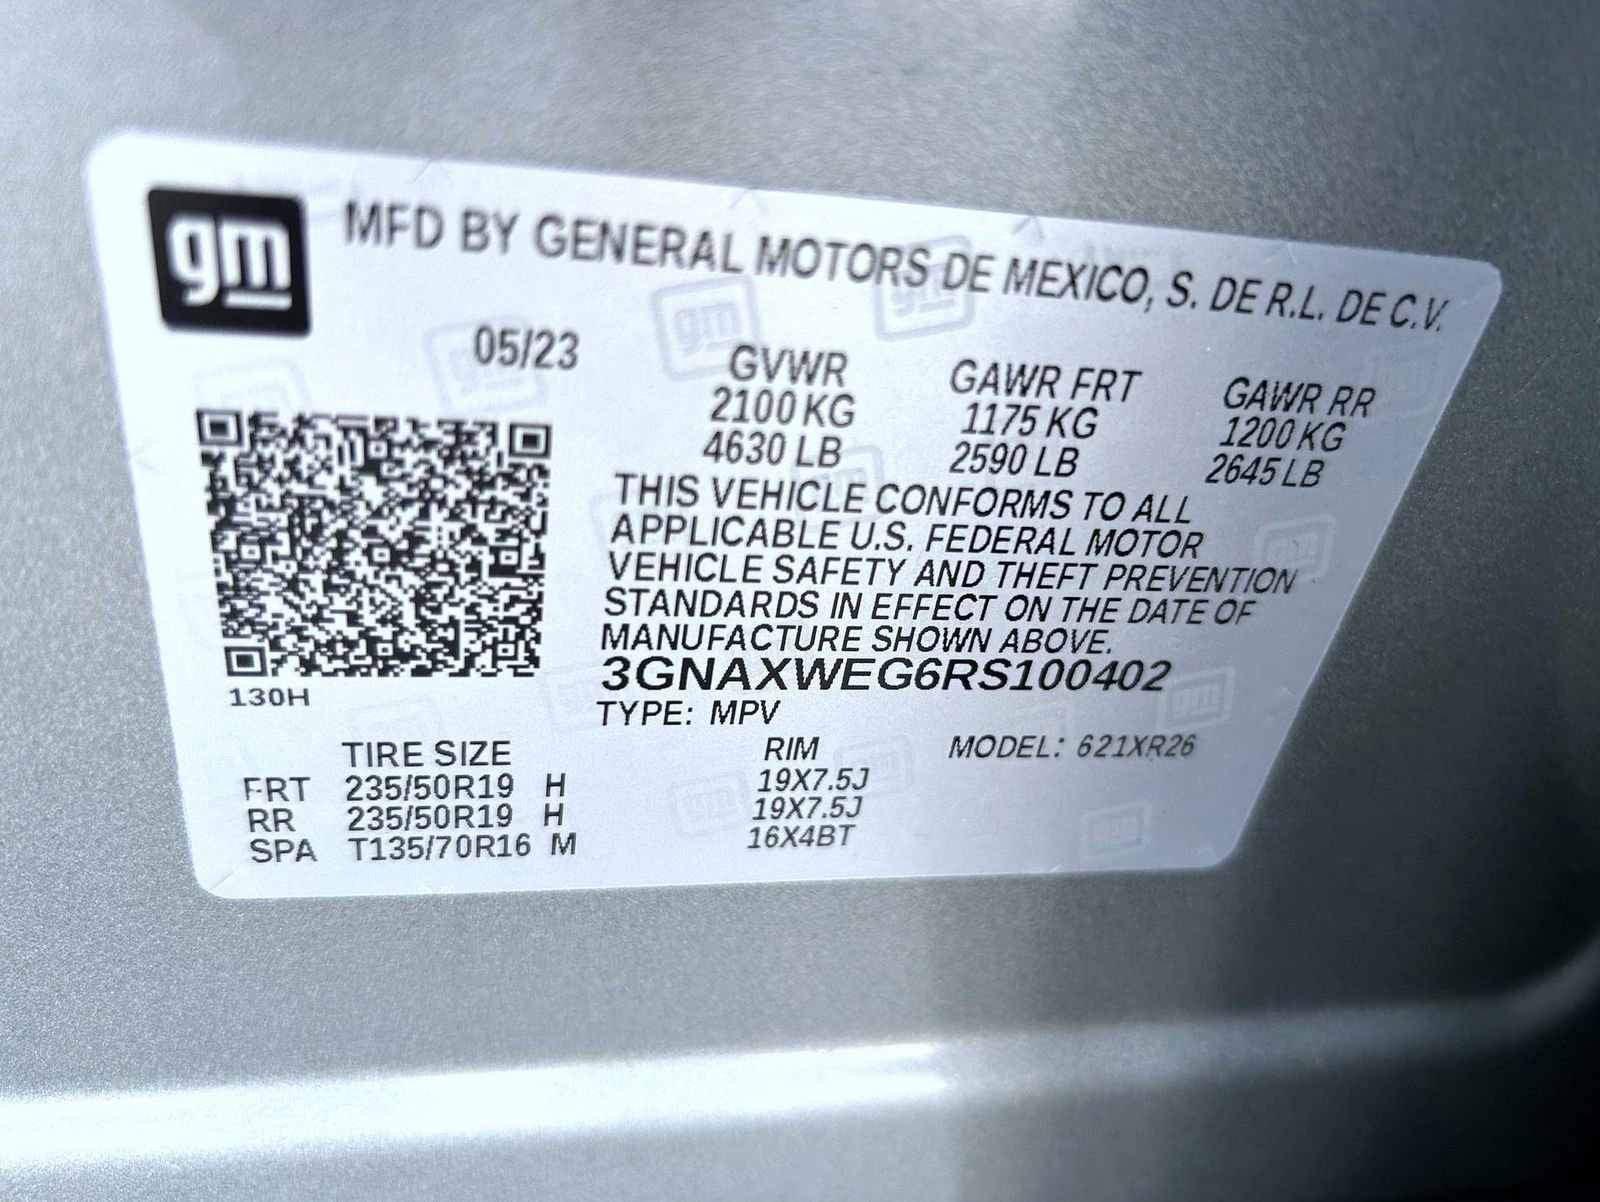 gm MFD BY GENERAL MOTORS DE MEXICO, S. DE R.L. DE C.V.
05/23
GVWR GAWR FRT GAWR RR
2100 KG 1175 KG 1200 KG
4630 LB 2590 LB 2645 LB
THIS VEHICLE CONFORMS TO ALL
APPLICABLE U.S. FEDERAL MOTOR
VEHICLE SAFETY AND THEFT PREVENTION
STANDARDS IN EFFECT ON THE DATE OF
MANUFACTURE SHOWN ABOVE.
3GNAXWEG6RS100402
130H
TYPE: MPV
TIRE SIZE RIM MODEL: 621XR26
FRT 235/50R19 H 19X7.5J
RR 235/50R19 H 19X7.5J
SPA T135/70R16 M 16X4BT